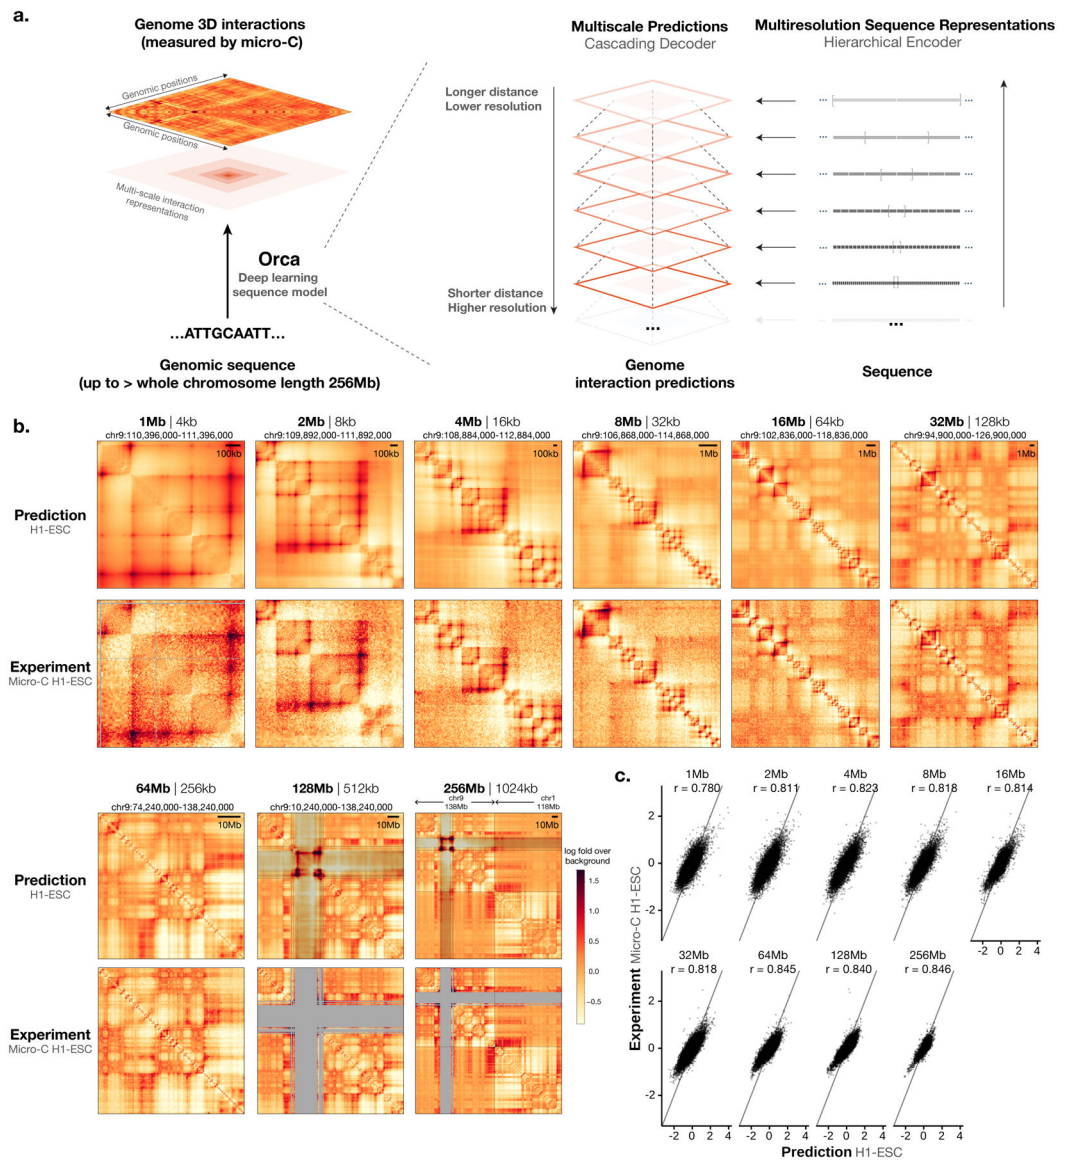 a.
Genome 3D interactions
(measured by micro-C)
Genomic positions
Genomic positions
Multi-scale interaction
representations
Orca
Deep learning
sequence model
...ATTGCAATT...
Genomic sequence
(up to > whole chromosome length 256Mb)
Multiscale Predictions
Cascading Decoder
Multiresolution Sequence Representations
Hierarchical Encoder
Longer distance
Lower resolution
Shorter distance
Higher resolution
...
...
Genome
interaction predictions
Sequence
b.
1Mb | 4kb
chr9:110,396,000-111,396,000
100kb
2Mb | 8kb
chr9:109,892,000-111,892,000
100kb
4Mb | 16kb
chr9:108,884,000-112,884,000
100kb
8Mb | 32kb
chr9:106,868,000-114,868,000
1Mb
16Mb | 64kb
chr9:102,836,000-118,836,000
1Mb
32Mb | 128kb
chr9:94,900,000-126,900,000
1Mb
Prediction
H1-ESC
Experiment
Micro-C H1-ESC
64Mb | 256kb
chr9:74,240,000-138,240,000
10Mb
128Mb | 512kb
chr9:10,240,000-138,240,000
10Mb
256Mb | 1024kb
chr9
138Mb
chr1
118Mb
10Mb
Prediction
H1-ESC
Experiment
Micro-C H1-ESC
log fold over
background
1.5
1.0
0.5
0.0
−0.5
c.
1Mb
r = 0.780
2Mb
r = 0.811
4Mb
r = 0.823
8Mb
r = 0.818
16Mb
r = 0.814
2
0
-2
-2 0 2 4
32Mb
r = 0.818
64Mb
r = 0.845
128Mb
r = 0.840
256Mb
r = 0.846
2
0
-2
-2 0 2 4
-2 0 2 4
-2 0 2 4
-2 0 2 4
Experiment Micro-C H1-ESC
Prediction H1-ESC